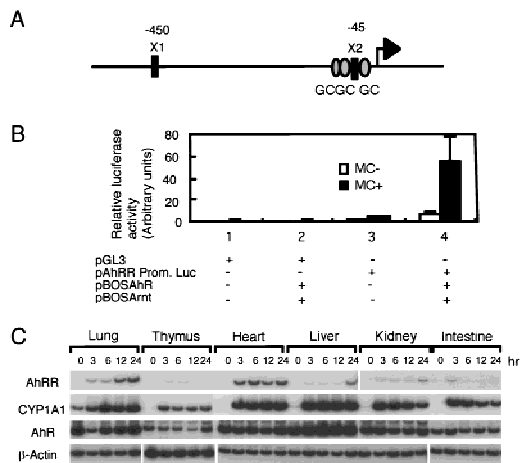 A
-450
-45
X1
X2
GCGC GC
B
Relative luciferase activity (Arbitrary units)
80
60
40
20
0
MC-
MC+
1 2 3 4
pGL3 + + - -
pAhRR Prom. Luc - - + +
pBOSAhR - + - +
pBOSArnt - + - +
C
Lung Thymus Heart Liver Kidney Intestine
0 3 6 12 24 0 3 6 12 24 0 3 6 12 24 0 3 6 12 24 0 3 6 12 24 0 3 6 12 24 hr
AhRR
CYP1A1
AhR
β-Actin